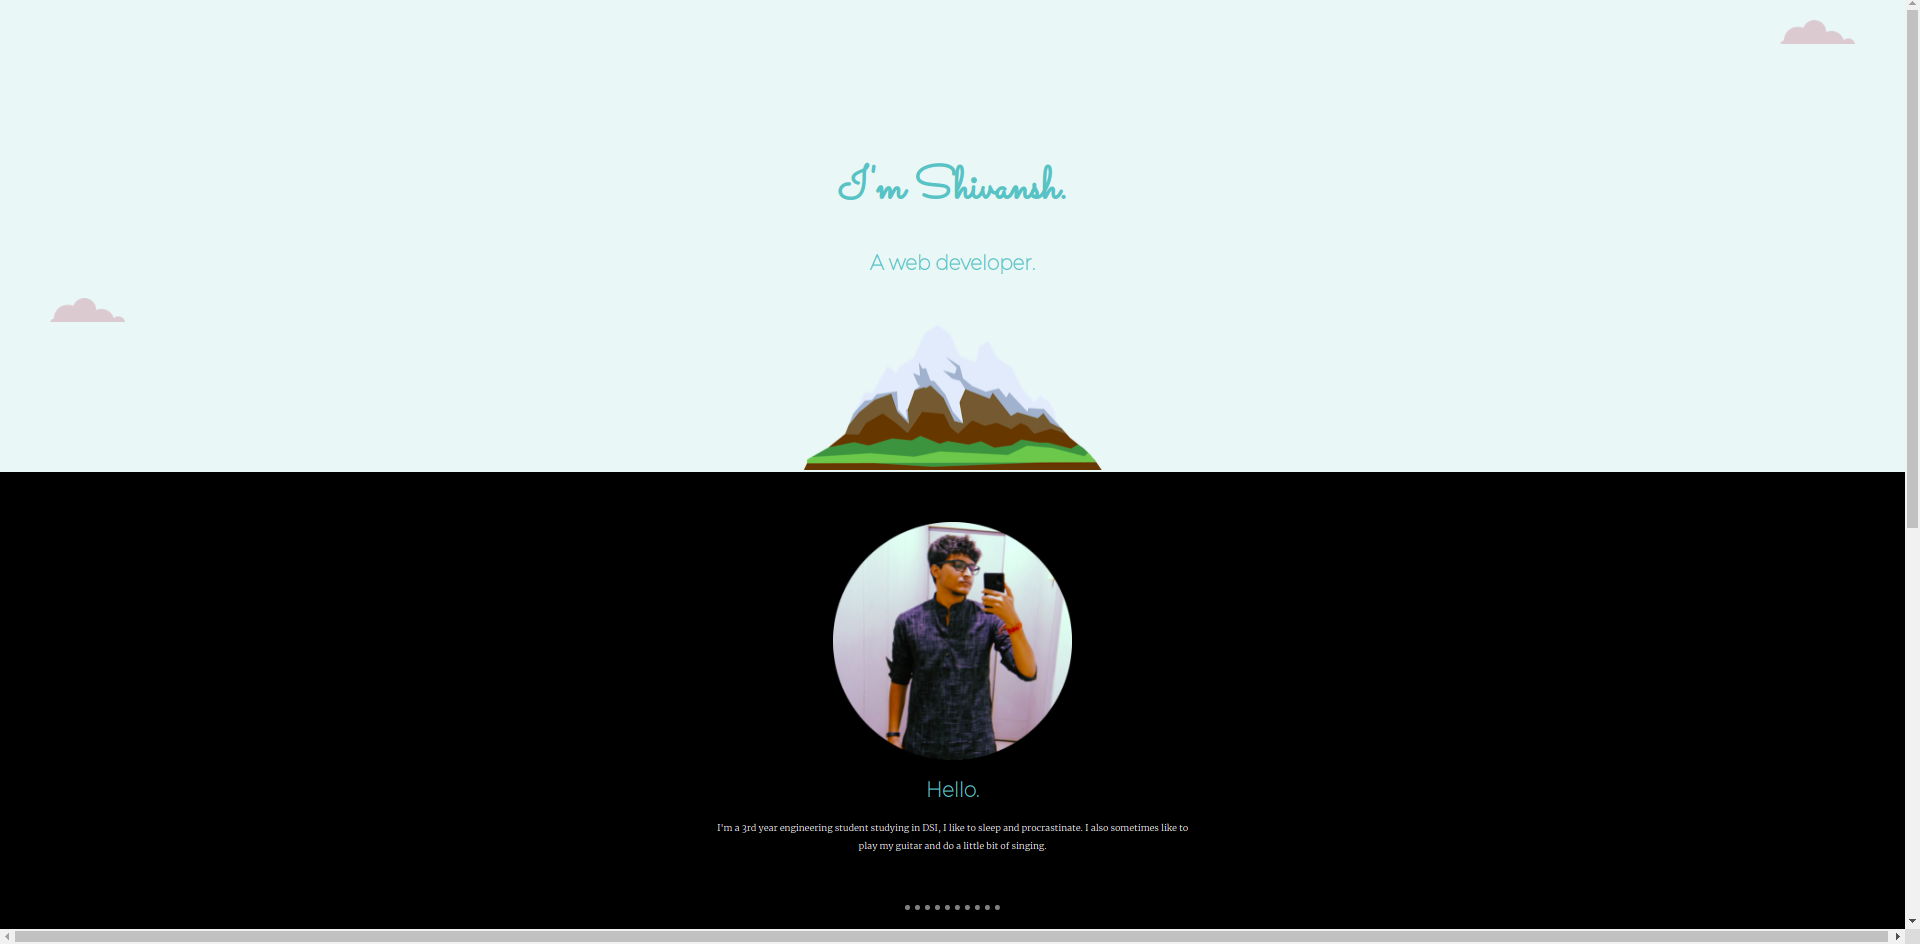 I'm Shivansh.
A web developer.
Hello.
I'm a 3rd year engineering student studying in DSI, I like to sleep and procrastinate. I also sometimes like to
play my guitar and do a little bit of singing.